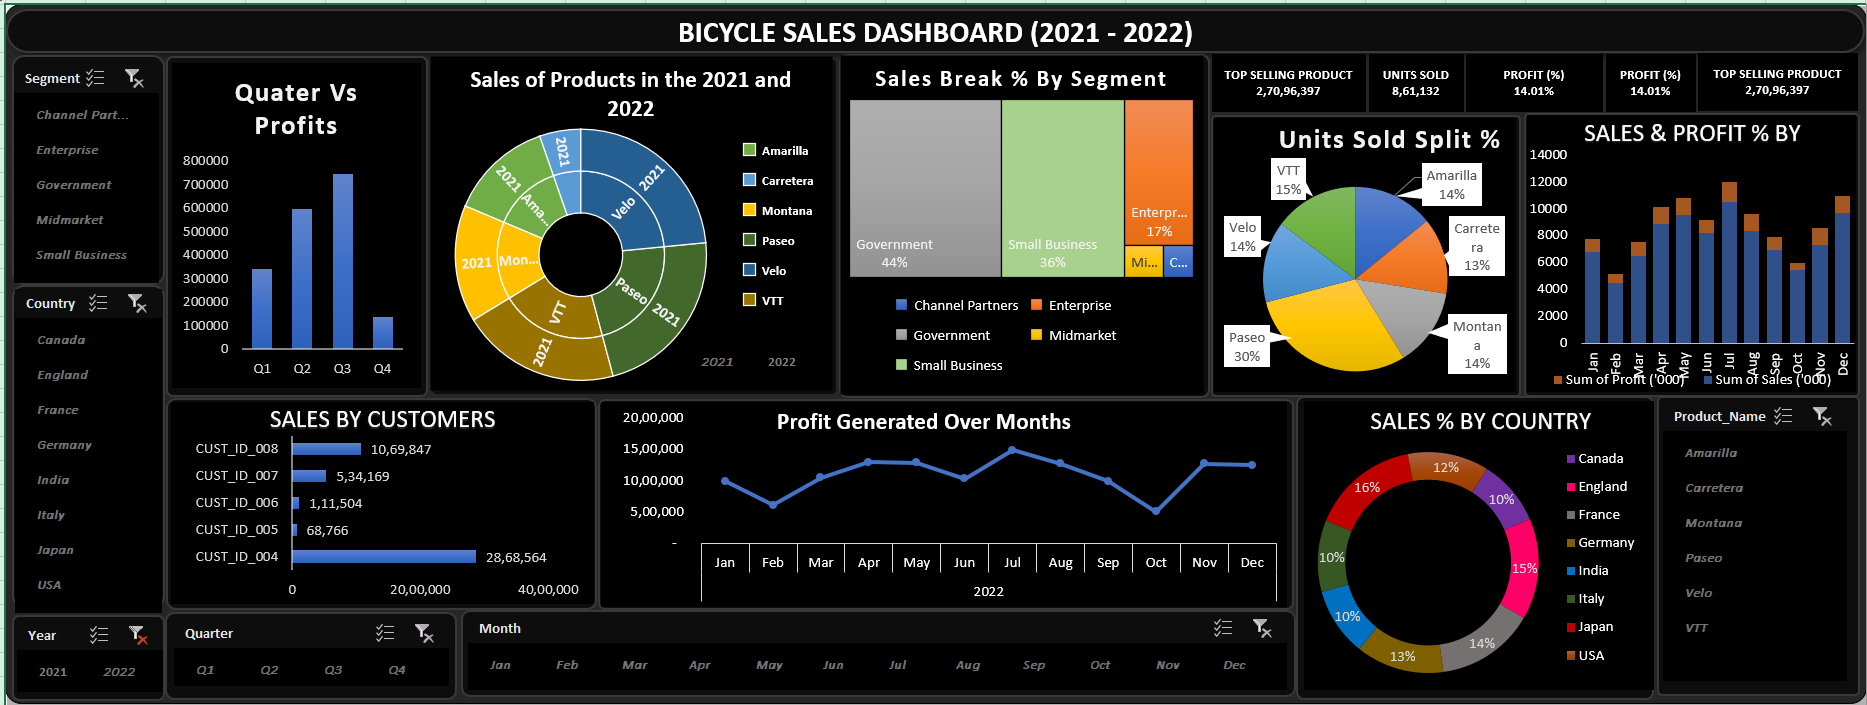 BICYCLE SALES DASHBOARD (2021 - 2022)
Segment
Channel Part...
Enterprise
Government
Midmarket
Small Business
Country
Canada
England
France
Germany
India
Italy
Japan
USA
Year
2021 2022
Quater Vs
Profits
800000
700000
600000
500000
400000
300000
200000
100000
0
Q1 Q2 Q3 Q4
Sales of Products in the 2021 and
2022
2021
2021
2021
2021
2021
2021
Velo
Paseo
VTT
Mon...
Ama...
Amarilla
Carretera
Montana
Paseo
Velo
VTT
2021 2022
Sales Break % By Segment
Government
44%
Small Business
36%
Enterpr...
17%
Mi...
C...
Channel Partners Enterprise
Government Midmarket
Small Business
TOP SELLING PRODUCT
2,70,96,397
UNITS SOLD
8,61,132
PROFIT (%)
14.01%
PROFIT (%)
14.01%
TOP SELLING PRODUCT
2,70,96,397
Units Sold Split %
VTT
15%
Amarilla
14%
Velo
14%
Carrete
ra
13%
Paseo
30%
Montan
a
14%
SALES & PROFIT % BY
14000
12000
10000
8000
6000
4000
2000
0
Jan Feb Mar Apr May Jun Jul Aug Sep Oct Nov Dec
Sum of Profit ('000) Sum of Sales ('000)
SALES BY CUSTOMERS
CUST_ID_008 10,69,847
CUST_ID_007 5,34,169
CUST_ID_006 1,11,504
CUST_ID_005 68,766
CUST_ID_004 28,68,564
0 20,00,000 40,00,000
Profit Generated Over Months
20,00,000
15,00,000
10,00,000
5,00,000
-
Jan Feb Mar Apr May Jun Jul Aug Sep Oct Nov Dec
2022
SALES % BY COUNTRY
12%
10%
15%
14%
13%
10%
10%
16%
Canada
England
France
Germany
India
Italy
Japan
USA
Product_Name
Amarilla
Carretera
Montana
Paseo
Velo
VTT
Quarter
Q1 Q2 Q3 Q4
Month
Jan Feb Mar Apr May Jun Jul Aug Sep Oct Nov Dec